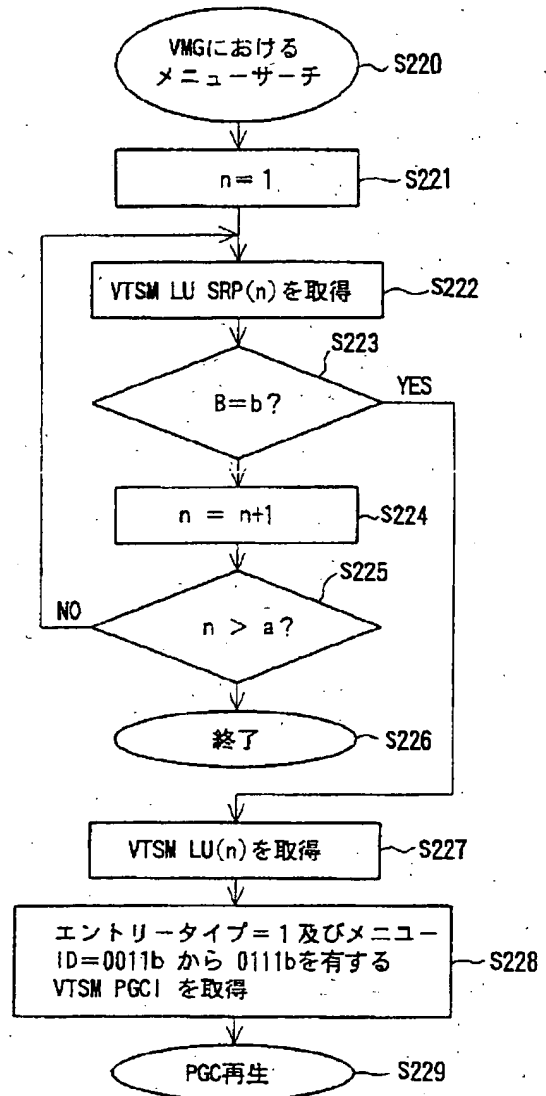 VMGにおける
メニューサーチ
S220
n=1
S221
VTSM LU SRP(n)を取得
S222
S223
B=b?
YES
n = n+1
S224
S225
NO
n > a?
終了
S226
VTSM LU(n)を取得
S227
エントリータイプ=1及びメニュー
ID=0011b から 0111bを有する
VTSM PGCI を取得
S228
PGC再生
S229